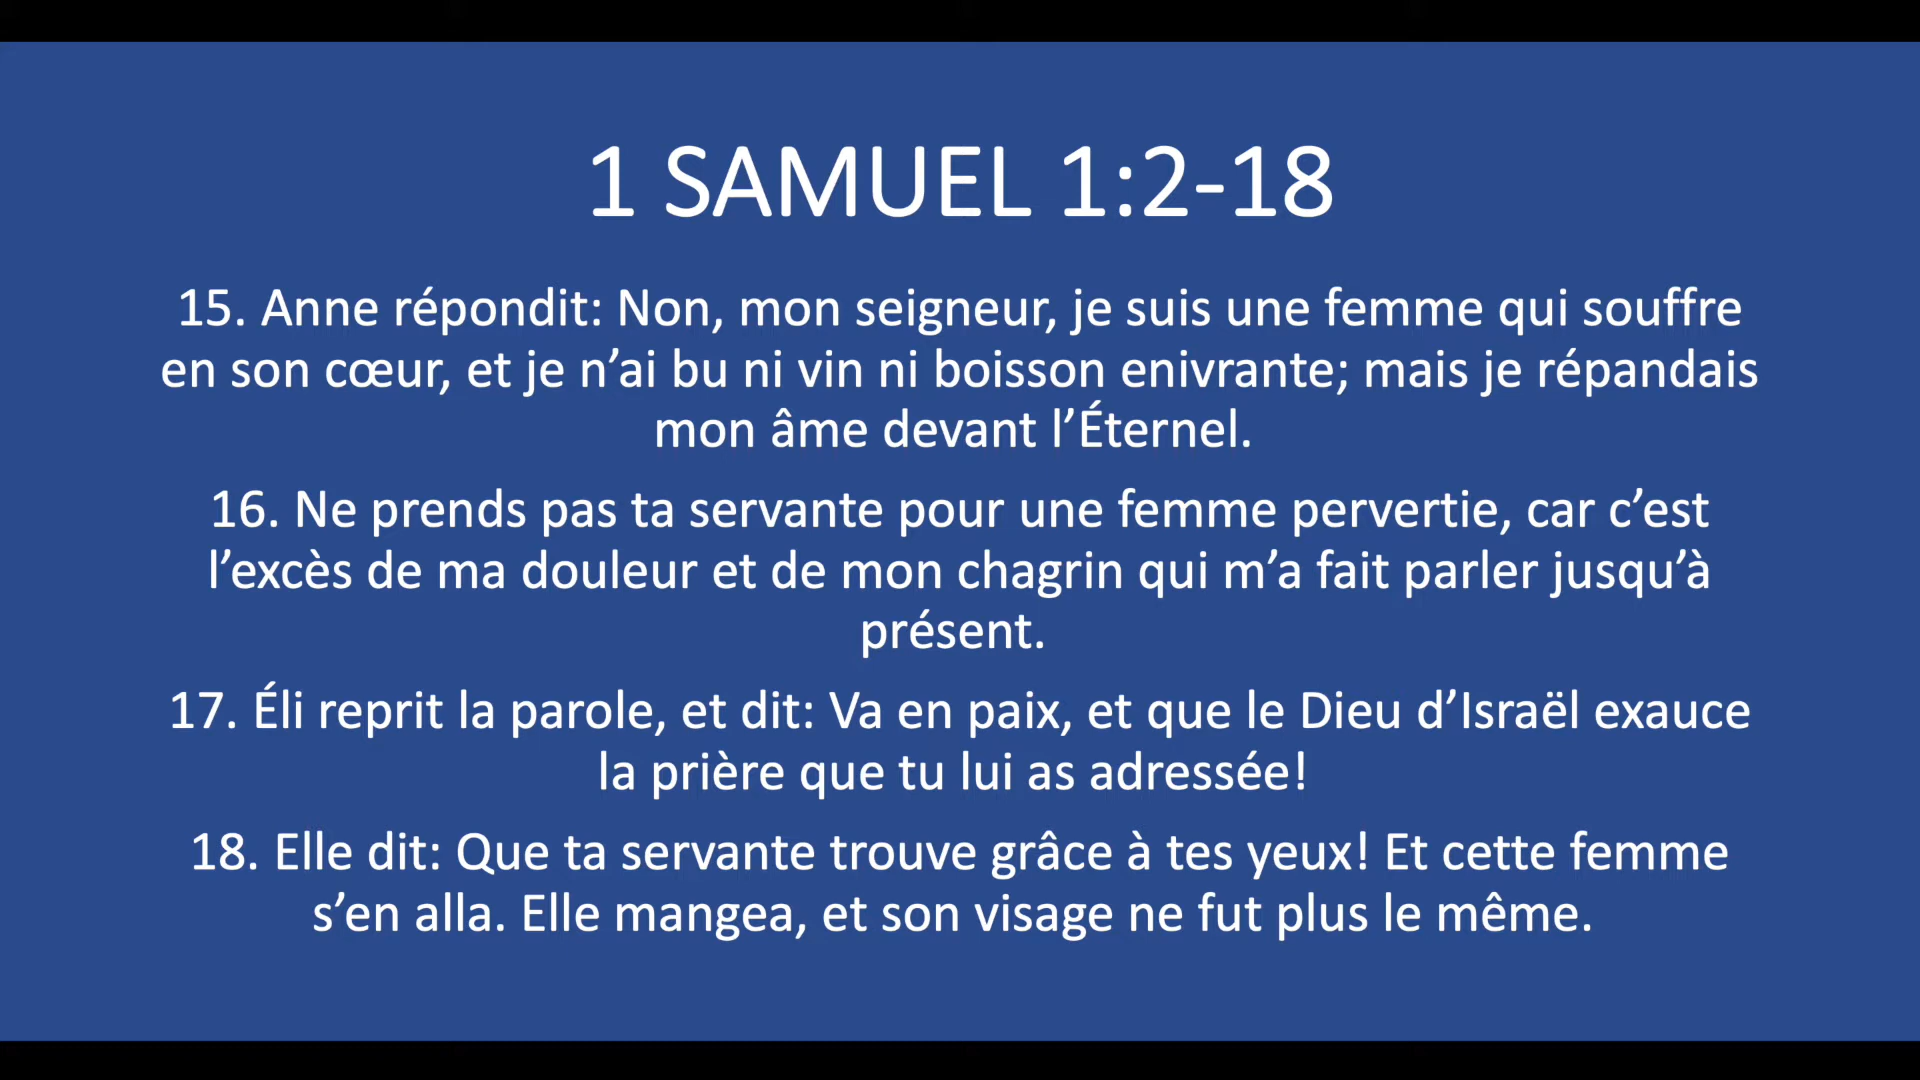 1 SAMUEL 1:2-18
15. Anne répondit: Non, mon seigneur, je suis une femme qui souffre
en son cœur, et je n’ai bu ni vin ni boisson enivrante; mais je répandais
mon âme devant l’Éternel.
16. Ne prends pas ta servante pour une femme pervertie, car c’est
l’excès de ma douleur et de mon chagrin qui m’a fait parler jusqu’à
présent.
17. Éli reprit la parole, et dit: Va en paix, et que le Dieu d’Israël exauce
la prière que tu lui as adressée!
18. Elle dit: Que ta servante trouve grâce à tes yeux! Et cette femme
s’en alla. Elle mangea, et son visage ne fut plus le même.